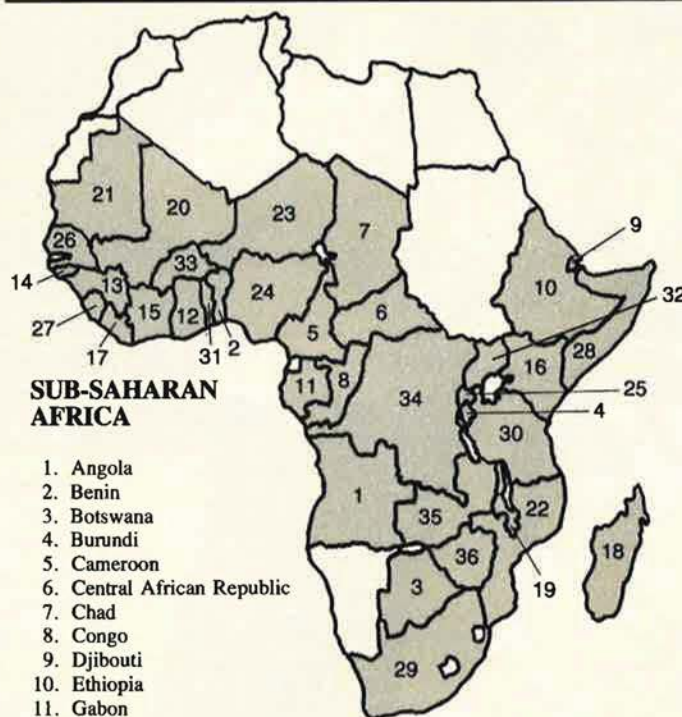 21
20
23
7
9
26
33
10
32
14
13
24
27
15
12
6
5
28
17
31
2
16
11
8
25
SUB-SAHARAN
AFRICA
34
4
30
1. Angola
2. Benin
3. Botswana
4. Burundi
5. Cameroon
6. Central African Republic
7. Chad
8. Congo
9. Djibouti
10. Ethiopia
11. Gabon
1
22
35
18
36
19
3
29